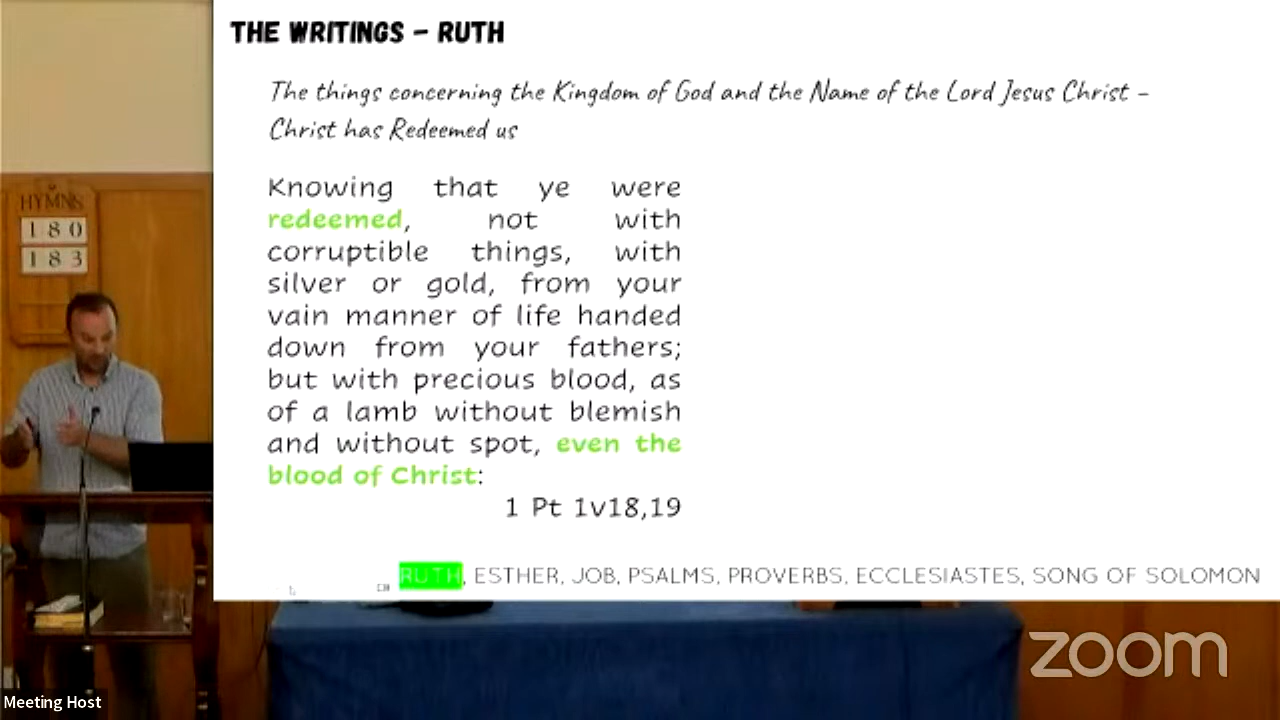 THE WRITINGS – RUTH
The things concerning the Kingdom of God and the Name of the Lord Jesus Christ –
Christ has Redeemed us
Knowing that ye were
redeemed, not with
corruptible things, with
silver or gold, from your
vain manner of life handed
down from your fathers;
but with precious blood, as
of a lamb without blemish
and without spot, even the
blood of Christ:
1 Pt 1v18,19
RUTH, ESTHER, JOB, PSALMS, PROVERBS, ECCLESIASTES, SONG OF SOLOMON
HYMNS
180
183
zoom
Meeting Host